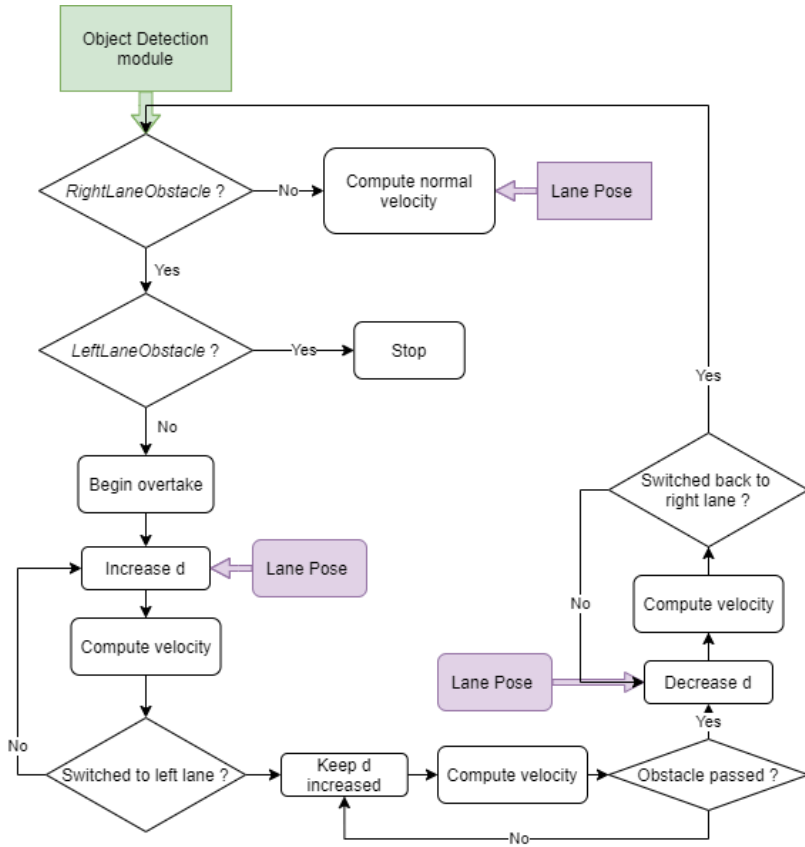 Object Detection
module
RightLaneObstacle ?
No
Compute normal
velocity
Lane Pose
Yes
LeftLaneObstacle ?
Yes
Stop
No
Begin overtake
Increase d
Lane Pose
Compute velocity
No
Switched to left lane ?
Keep d
increased
Compute velocity
Obstacle passed ?
No
Yes
Lane Pose
Decrease d
Compute velocity
No
Switched back to
right lane ?
Yes